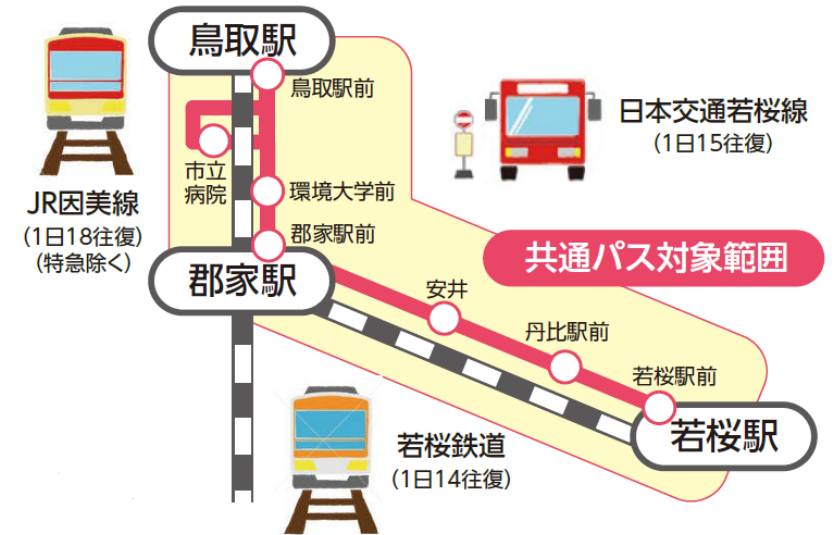 鳥取駅
鳥取駅前
市立
病院
環境大学前
郡家駅前
郡家駅
JR因美線
(1日18往復)
(特急除く)
日本交通若桜線
(1日15往復)
共通パス対象範囲
安井
丹比駅前
若桜駅前
若桜駅
若桜鉄道
(1日14往復)